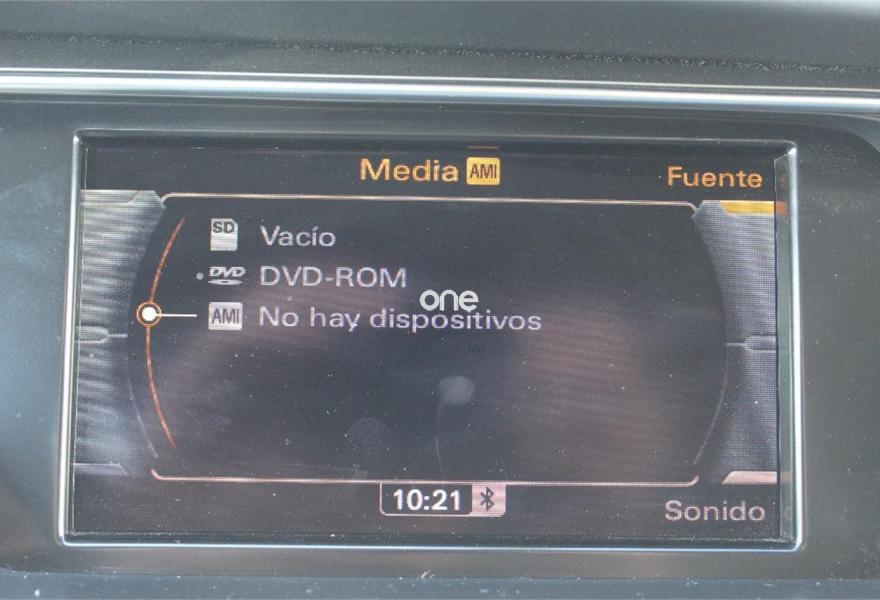 Media AMI
Fuente
SD Vacío
DVD DVD-ROM
one
AMI No hay dispositivos
10:21
Sonido